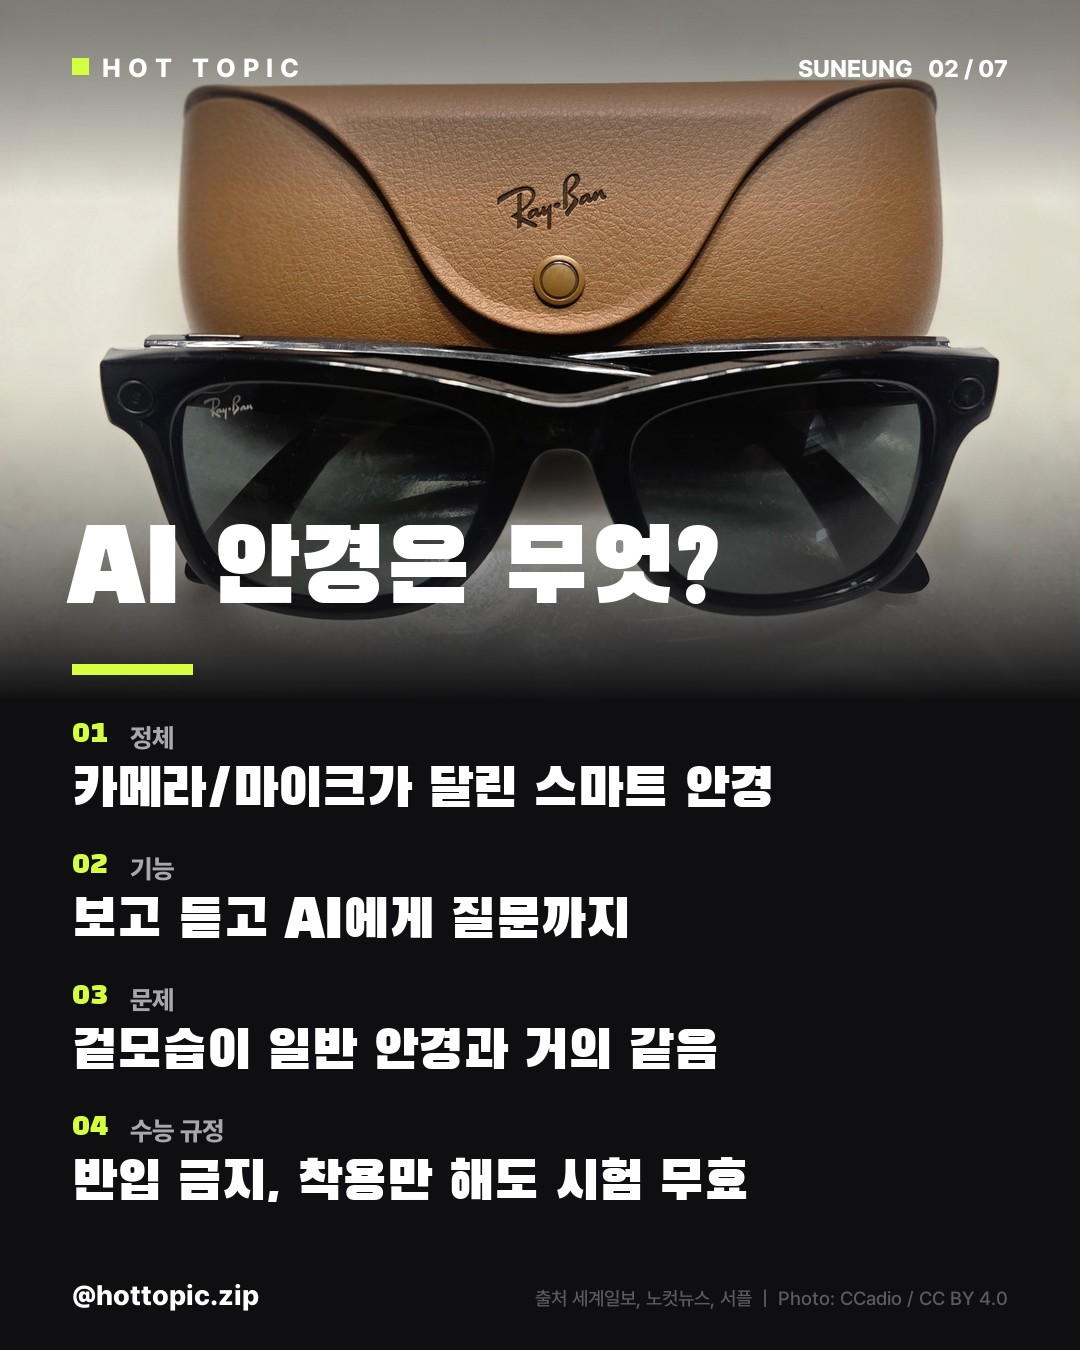 HOT TOPIC
SUNEUNG 02 / 07
Ray-Ban
Ray-Ban
AI 안경은 무엇?
01 정체
카메라/마이크가 달린 스마트 안경
02 기능
보고 듣고 AI에게 질문까지
03 문제
겉모습이 일반 안경과 거의 같음
04 수능 규정
반입 금지, 착용만 해도 시험 무효
@hottopic.zip
출처 세계일보, 노컷뉴스, 서플 | Photo: CCadio / CC BY 4.0